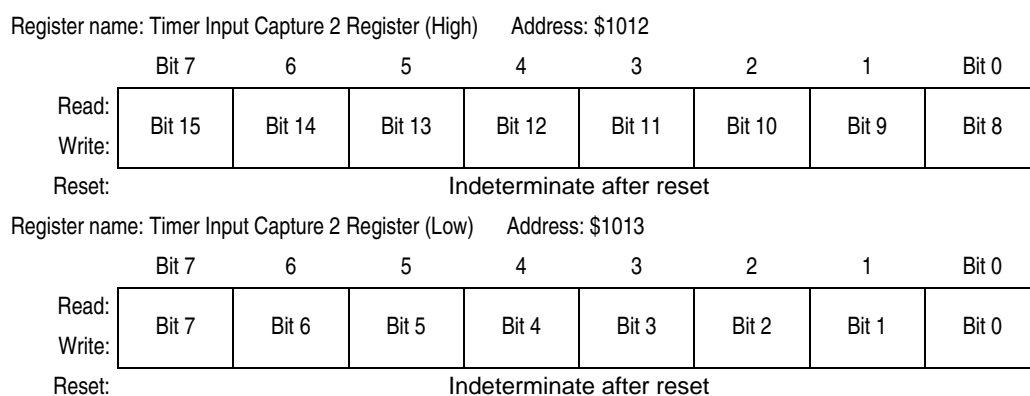 Register name: Timer Input Capture 2 Register (High) Address: $1012
Bit 7 6 5 4 3 2 1 Bit 0
Read:
Bit 15 Bit 14 Bit 13 Bit 12 Bit 11 Bit 10 Bit 9 Bit 8
Write:
Reset: Indeterminate after reset
Register name: Timer Input Capture 2 Register (Low) Address: $1013
Bit 7 6 5 4 3 2 1 Bit 0
Read:
Bit 7 Bit 6 Bit 5 Bit 4 Bit 3 Bit 2 Bit 1 Bit 0
Write:
Reset: Indeterminate after reset